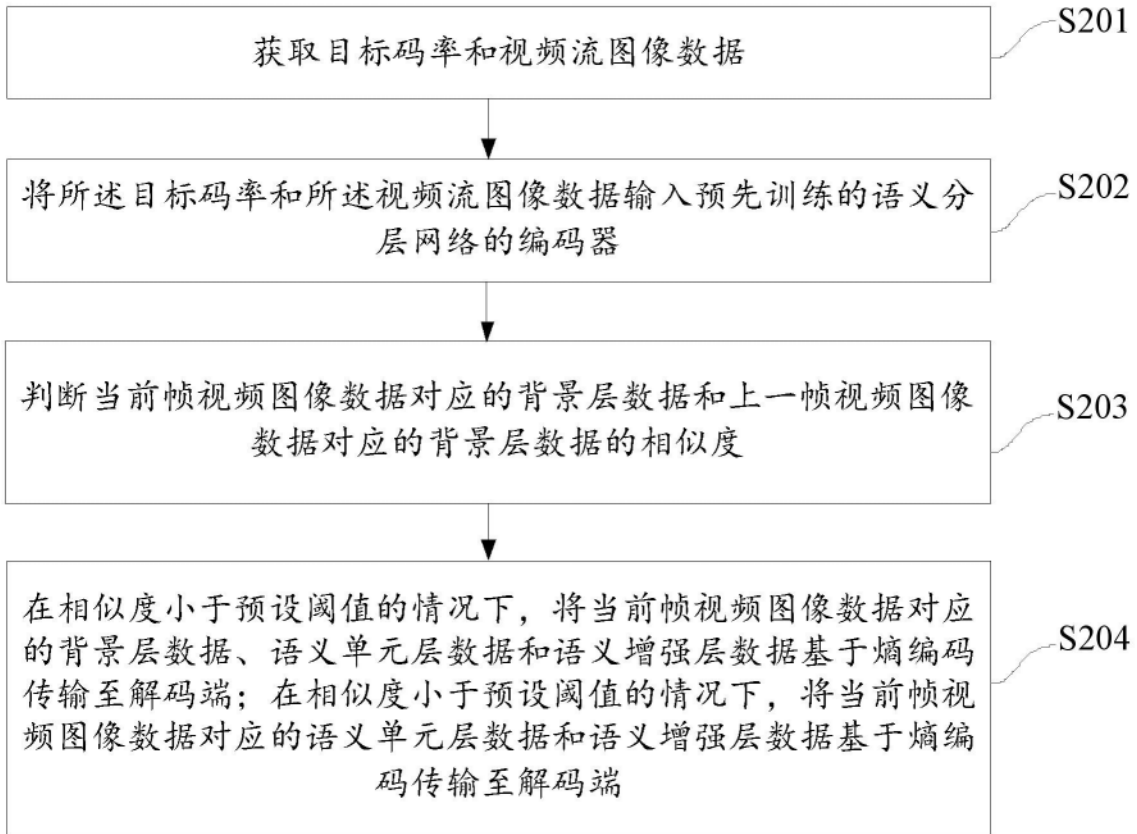 获取目标码率和视频流图像数据
S201
将所述目标码率和所述视频流图像数据输入预先训练的语义分
层网络的编码器
S202
判断当前帧视频图像数据对应的背景层数据和上一帧视频图像
数据对应的背景层数据的相似度
S203
在相似度小于预设阈值的情况下，将当前帧视频图像数据对应
的背景层数据、语义单元层数据和语义增强层数据基于熵编码
传输至解码端；在相似度小于预设阈值的情况下，将当前帧视
频图像数据对应的语义单元层数据和语义增强层数据基于熵编
码传输至解码端
S204